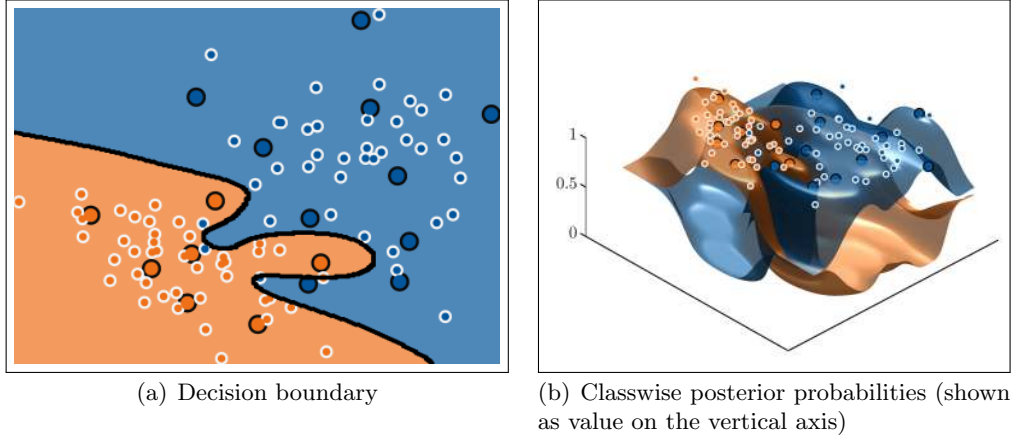 1
0.5
0
(a) Decision boundary
(b) Classwise posterior probabilities (shown
as value on the vertical axis)